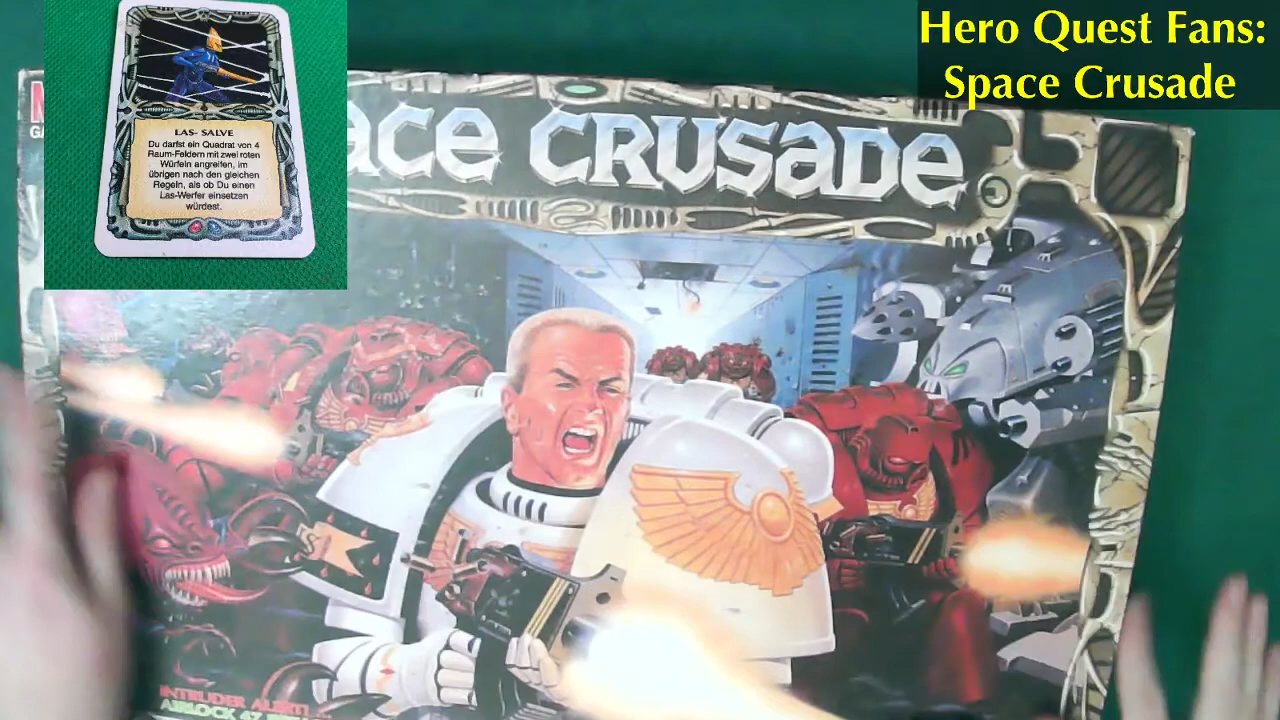 Hero Quest Fans:
Space Crusade
LAS- SALVE
Du darfst ein Quadrat von 4
Raum-Feldern mit zwei roten
Würfeln angreifen, im
übrigen nach den gleichen
Regeln, als ob Du einen
Las-Werfer einsetzen
würdest.
ace CRUSADE
INTRUDER ALERT!
AIRLOCK 47